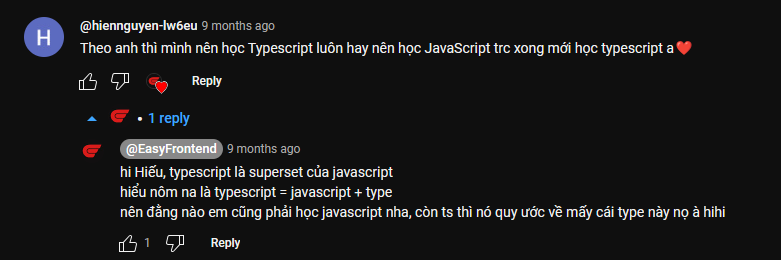 H
@hiennguyen-lw6eu 9 months ago
Theo anh thì mình nên học Typescript luôn hay nên học JavaScript trc xong mới học typescript a❤️
Reply
• 1 reply
@EasyFrontend 9 months ago
hi Hiếu, typescript là superset của javascript
hiểu nôm na là typescript = javascript + type
nên đằng nào em cũng phải học javascript nha, còn ts thì nó quy ước về mấy cái type này nọ à hihi
1 Reply